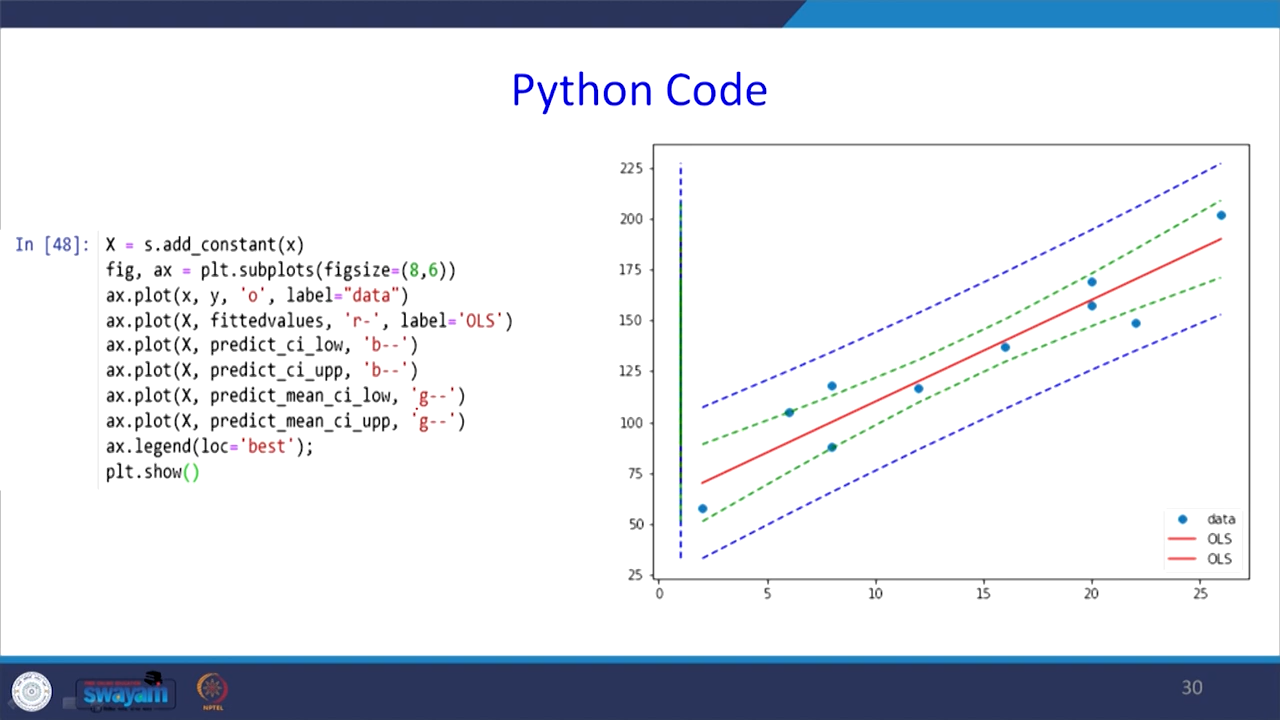 Python Code
In [48]: X = s.add_constant(x)
fig, ax = plt.subplots(figsize=(8,6))
ax.plot(x, y, 'o', label="data")
ax.plot(X, fittedvalues, 'r-', label='OLS')
ax.plot(X, predict_ci_low, 'b--')
ax.plot(X, predict_ci_upp, 'b--')
ax.plot(X, predict_mean_ci_low, 'g--')
ax.plot(X, predict_mean_ci_upp, 'g--')
ax.legend(loc='best');
plt.show()
225
200
175
150
125
100
75
50
25
0 5 10 15 20 25
data
OLS
OLS
swayam
NPTEL
30